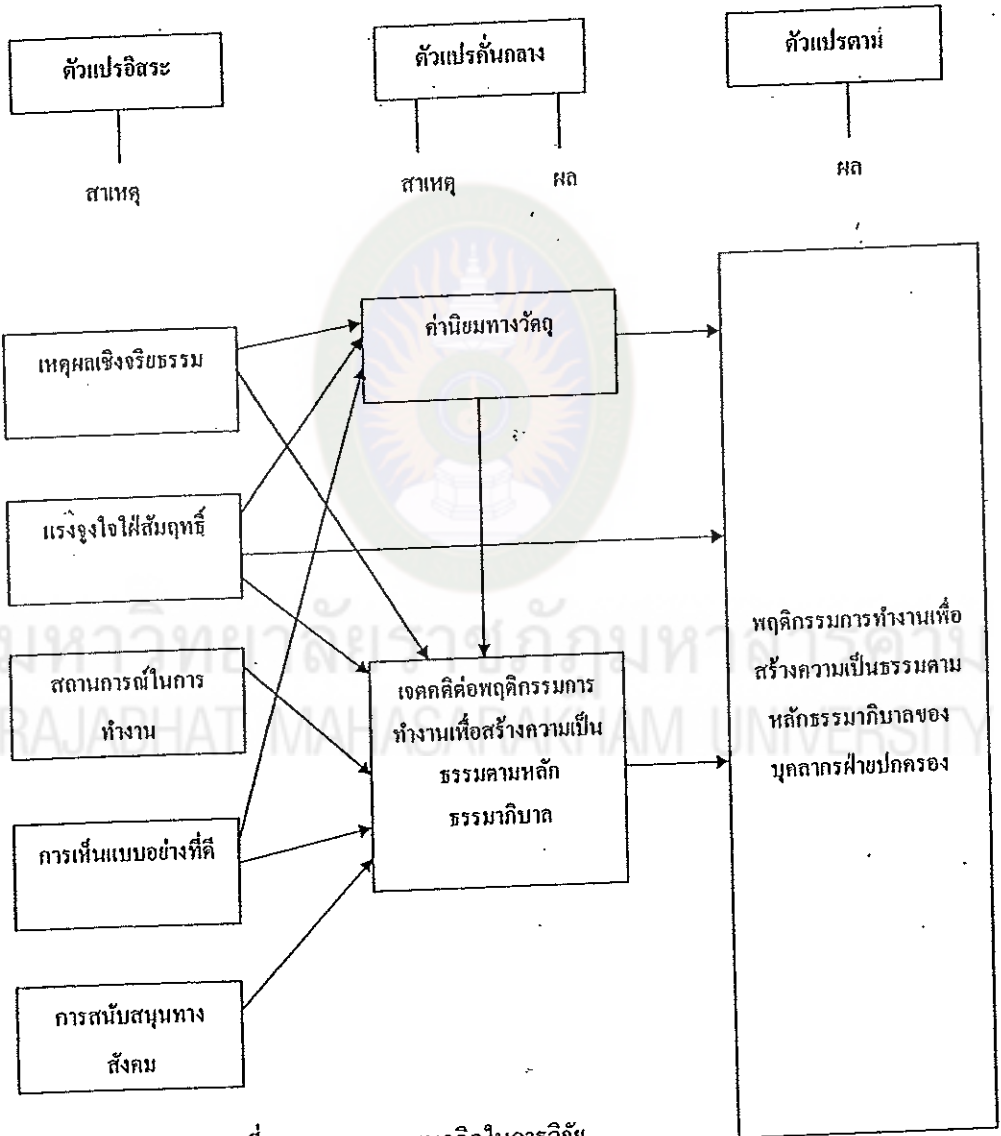 ตัวแปรอิสระ
ตัวแปรคั่นกลาง
ตัวแปรตาม
สาเหตุ
สาเหตุ
ผล
ผล
ค่านิยมทางวัตถุ
เหตุผลเชิงจริยธรรม
แรงจูงใจใฝ่สัมฤทธิ์
สถานการณ์ในการ
ทำงาน
การเห็นแบบอย่างที่ดี
การสนับสนุนทาง
สังคม
เจตคติต่อพฤติกรรมการ
ทำงานเพื่อสร้างความเป็น
ธรรมตามหลัก
ธรรมาภิบาล
พฤติกรรมการทำงานเพื่อ
สร้างความเป็นธรรมตาม
หลักธรรมาภิบาลของ
บุคลากรฝ่ายปกครอง
มหาวิทยาลัยราชภัฏมหาสารคาม
RAJABHAT MAHASARAKHAM UNIVERSITY